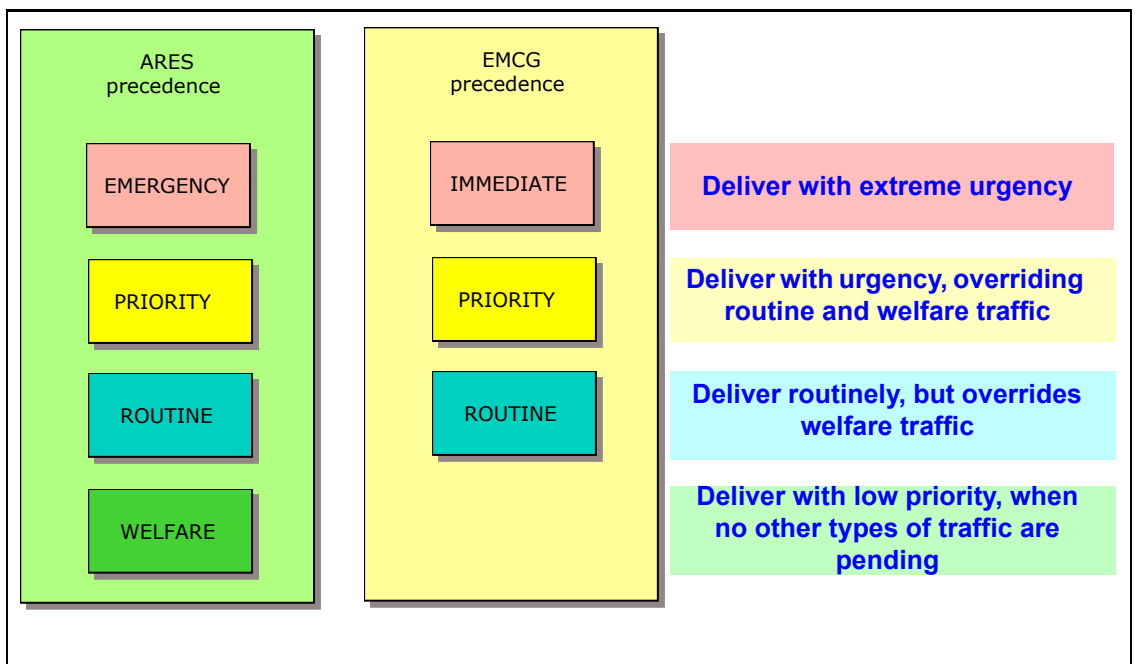 ARES
precedence
EMCG
precedence
EMERGENCY
IMMEDIATE
Deliver with extreme urgency
PRIORITY
PRIORITY
Deliver with urgency, overriding
routine and welfare traffic
ROUTINE
ROUTINE
Deliver routinely, but overrides
welfare traffic
WELFARE
Deliver with low priority, when
no other types of traffic are
pending